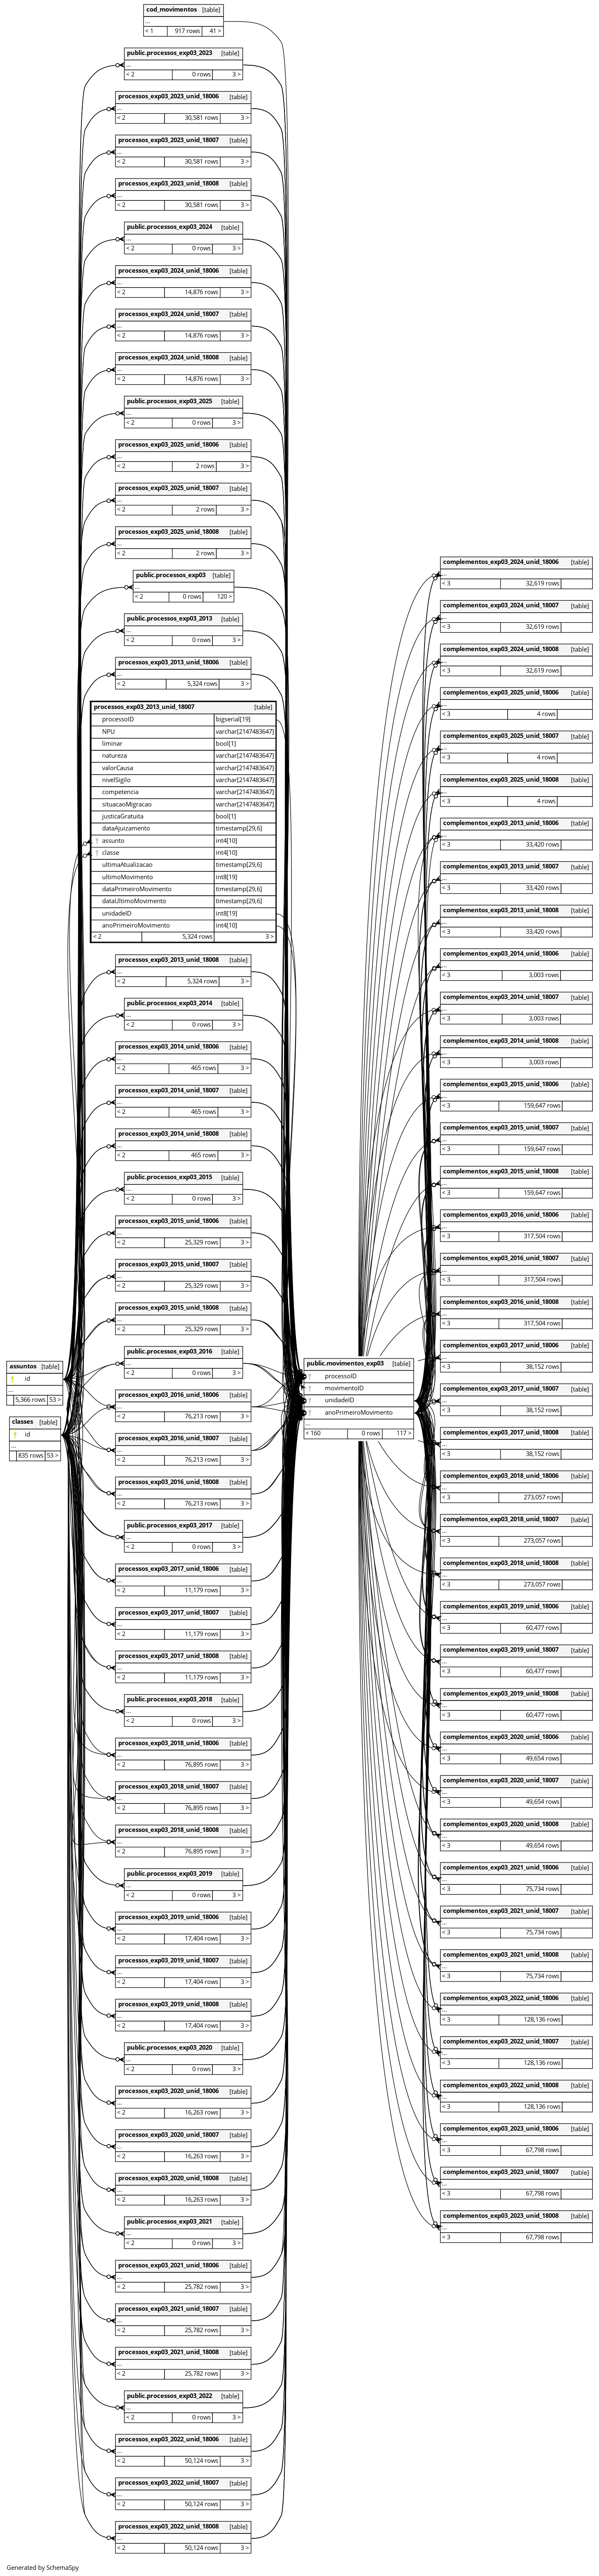 cod_movimentos [table]
...
< 1 917 rows 41 >
public.processos_exp03_2023 [table]
...
< 2 0 rows 3 >
processos_exp03_2023_unid_18006 [table]
...
< 2 30,581 rows 3 >
processos_exp03_2023_unid_18007 [table]
...
< 2 30,581 rows 3 >
processos_exp03_2023_unid_18008 [table]
...
< 2 30,581 rows 3 >
public.processos_exp03_2024 [table]
...
< 2 0 rows 3 >
processos_exp03_2024_unid_18006 [table]
...
< 2 14,876 rows 3 >
processos_exp03_2024_unid_18007 [table]
...
< 2 14,876 rows 3 >
processos_exp03_2024_unid_18008 [table]
...
< 2 14,876 rows 3 >
public.processos_exp03_2025 [table]
...
< 2 0 rows 3 >
processos_exp03_2025_unid_18006 [table]
...
< 2 2 rows 3 >
processos_exp03_2025_unid_18007 [table]
...
< 2 2 rows 3 >
processos_exp03_2025_unid_18008 [table]
...
< 2 2 rows 3 >
public.processos_exp03 [table]
...
< 2 0 rows 120 >
public.processos_exp03_2013 [table]
...
< 2 0 rows 3 >
processos_exp03_2013_unid_18006 [table]
...
< 2 5,324 rows 3 >
processos_exp03_2013_unid_18007 [table]
processoID bigserial[19]
NPU varchar[2147483647]
liminar bool[1]
natureza varchar[2147483647]
valorCausa varchar[2147483647]
nivelSigilo varchar[2147483647]
competencia varchar[2147483647]
situacaoMigracao varchar[2147483647]
justicaGratuita bool[1]
dataAjuizamento timestamp[29,6]
assunto int4[10]
classe int4[10]
ultimaAtualizacao timestamp[29,6]
ultimoMovimento int8[19]
dataPrimeiroMovimento timestamp[29,6]
dataUltimoMovimento timestamp[29,6]
unidadeID int8[19]
anoPrimeiroMovimento int4[10]
< 2 5,324 rows 3 >
processos_exp03_2013_unid_18008 [table]
...
< 2 5,324 rows 3 >
public.processos_exp03_2014 [table]
...
< 2 0 rows 3 >
processos_exp03_2014_unid_18006 [table]
...
< 2 465 rows 3 >
processos_exp03_2014_unid_18007 [table]
...
< 2 465 rows 3 >
processos_exp03_2014_unid_18008 [table]
...
< 2 465 rows 3 >
public.processos_exp03_2015 [table]
...
< 2 0 rows 3 >
processos_exp03_2015_unid_18006 [table]
...
< 2 25,329 rows 3 >
processos_exp03_2015_unid_18007 [table]
...
< 2 25,329 rows 3 >
processos_exp03_2015_unid_18008 [table]
...
< 2 25,329 rows 3 >
public.processos_exp03_2016 [table]
...
< 2 0 rows 3 >
processos_exp03_2016_unid_18006 [table]
...
< 2 76,213 rows 3 >
processos_exp03_2016_unid_18007 [table]
...
< 2 76,213 rows 3 >
processos_exp03_2016_unid_18008 [table]
...
< 2 76,213 rows 3 >
public.processos_exp03_2017 [table]
...
< 2 0 rows 3 >
processos_exp03_2017_unid_18006 [table]
...
< 2 11,179 rows 3 >
processos_exp03_2017_unid_18007 [table]
...
< 2 11,179 rows 3 >
processos_exp03_2017_unid_18008 [table]
...
< 2 11,179 rows 3 >
public.processos_exp03_2018 [table]
...
< 2 0 rows 3 >
processos_exp03_2018_unid_18006 [table]
...
< 2 76,895 rows 3 >
processos_exp03_2018_unid_18007 [table]
...
< 2 76,895 rows 3 >
processos_exp03_2018_unid_18008 [table]
...
< 2 76,895 rows 3 >
public.processos_exp03_2019 [table]
...
< 2 0 rows 3 >
processos_exp03_2019_unid_18006 [table]
...
< 2 17,404 rows 3 >
processos_exp03_2019_unid_18007 [table]
...
< 2 17,404 rows 3 >
processos_exp03_2019_unid_18008 [table]
...
< 2 17,404 rows 3 >
public.processos_exp03_2020 [table]
...
< 2 0 rows 3 >
processos_exp03_2020_unid_18006 [table]
...
< 2 16,263 rows 3 >
processos_exp03_2020_unid_18007 [table]
...
< 2 16,263 rows 3 >
processos_exp03_2020_unid_18008 [table]
...
< 2 16,263 rows 3 >
public.processos_exp03_2021 [table]
...
< 2 0 rows 3 >
processos_exp03_2021_unid_18006 [table]
...
< 2 25,782 rows 3 >
processos_exp03_2021_unid_18007 [table]
...
< 2 25,782 rows 3 >
processos_exp03_2021_unid_18008 [table]
...
< 2 25,782 rows 3 >
public.processos_exp03_2022 [table]
...
< 2 0 rows 3 >
processos_exp03_2022_unid_18006 [table]
...
< 2 50,124 rows 3 >
processos_exp03_2022_unid_18007 [table]
...
< 2 50,124 rows 3 >
processos_exp03_2022_unid_18008 [table]
...
< 2 50,124 rows 3 >
assuntos [table]
id
...
5,366 rows 53 >
classes [table]
id
...
835 rows 53 >
public.movimentos_exp03 [table]
processoID
movimentoID
unidadeID
anoPrimeiroMovimento
...
< 160 0 rows 117 >
complementos_exp03_2024_unid_18006 [table]
...
< 3 32,619 rows
complementos_exp03_2024_unid_18007 [table]
...
< 3 32,619 rows
complementos_exp03_2024_unid_18008 [table]
...
< 3 32,619 rows
complementos_exp03_2025_unid_18006 [table]
...
< 3 4 rows
complementos_exp03_2025_unid_18007 [table]
...
< 3 4 rows
complementos_exp03_2025_unid_18008 [table]
...
< 3 4 rows
complementos_exp03_2013_unid_18006 [table]
...
< 3 33,420 rows
complementos_exp03_2013_unid_18007 [table]
...
< 3 33,420 rows
complementos_exp03_2013_unid_18008 [table]
...
< 3 33,420 rows
complementos_exp03_2014_unid_18006 [table]
...
< 3 3,003 rows
complementos_exp03_2014_unid_18007 [table]
...
< 3 3,003 rows
complementos_exp03_2014_unid_18008 [table]
...
< 3 3,003 rows
complementos_exp03_2015_unid_18006 [table]
...
< 3 159,647 rows
complementos_exp03_2015_unid_18007 [table]
...
< 3 159,647 rows
complementos_exp03_2015_unid_18008 [table]
...
< 3 159,647 rows
complementos_exp03_2016_unid_18006 [table]
...
< 3 317,504 rows
complementos_exp03_2016_unid_18007 [table]
...
< 3 317,504 rows
complementos_exp03_2016_unid_18008 [table]
...
< 3 317,504 rows
complementos_exp03_2017_unid_18006 [table]
...
< 3 38,152 rows
complementos_exp03_2017_unid_18007 [table]
...
< 3 38,152 rows
complementos_exp03_2017_unid_18008 [table]
...
< 3 38,152 rows
complementos_exp03_2018_unid_18006 [table]
...
< 3 273,057 rows
complementos_exp03_2018_unid_18007 [table]
...
< 3 273,057 rows
complementos_exp03_2018_unid_18008 [table]
...
< 3 273,057 rows
complementos_exp03_2019_unid_18006 [table]
...
< 3 60,477 rows
complementos_exp03_2019_unid_18007 [table]
...
< 3 60,477 rows
complementos_exp03_2019_unid_18008 [table]
...
< 3 60,477 rows
complementos_exp03_2020_unid_18006 [table]
...
< 3 49,654 rows
complementos_exp03_2020_unid_18007 [table]
...
< 3 49,654 rows
complementos_exp03_2020_unid_18008 [table]
...
< 3 49,654 rows
complementos_exp03_2021_unid_18006 [table]
...
< 3 75,734 rows
complementos_exp03_2021_unid_18007 [table]
...
< 3 75,734 rows
complementos_exp03_2021_unid_18008 [table]
...
< 3 75,734 rows
complementos_exp03_2022_unid_18006 [table]
...
< 3 128,136 rows
complementos_exp03_2022_unid_18007 [table]
...
< 3 128,136 rows
complementos_exp03_2022_unid_18008 [table]
...
< 3 128,136 rows
complementos_exp03_2023_unid_18006 [table]
...
< 3 67,798 rows
complementos_exp03_2023_unid_18007 [table]
...
< 3 67,798 rows
complementos_exp03_2023_unid_18008 [table]
...
< 3 67,798 rows
Generated by SchemaSpy